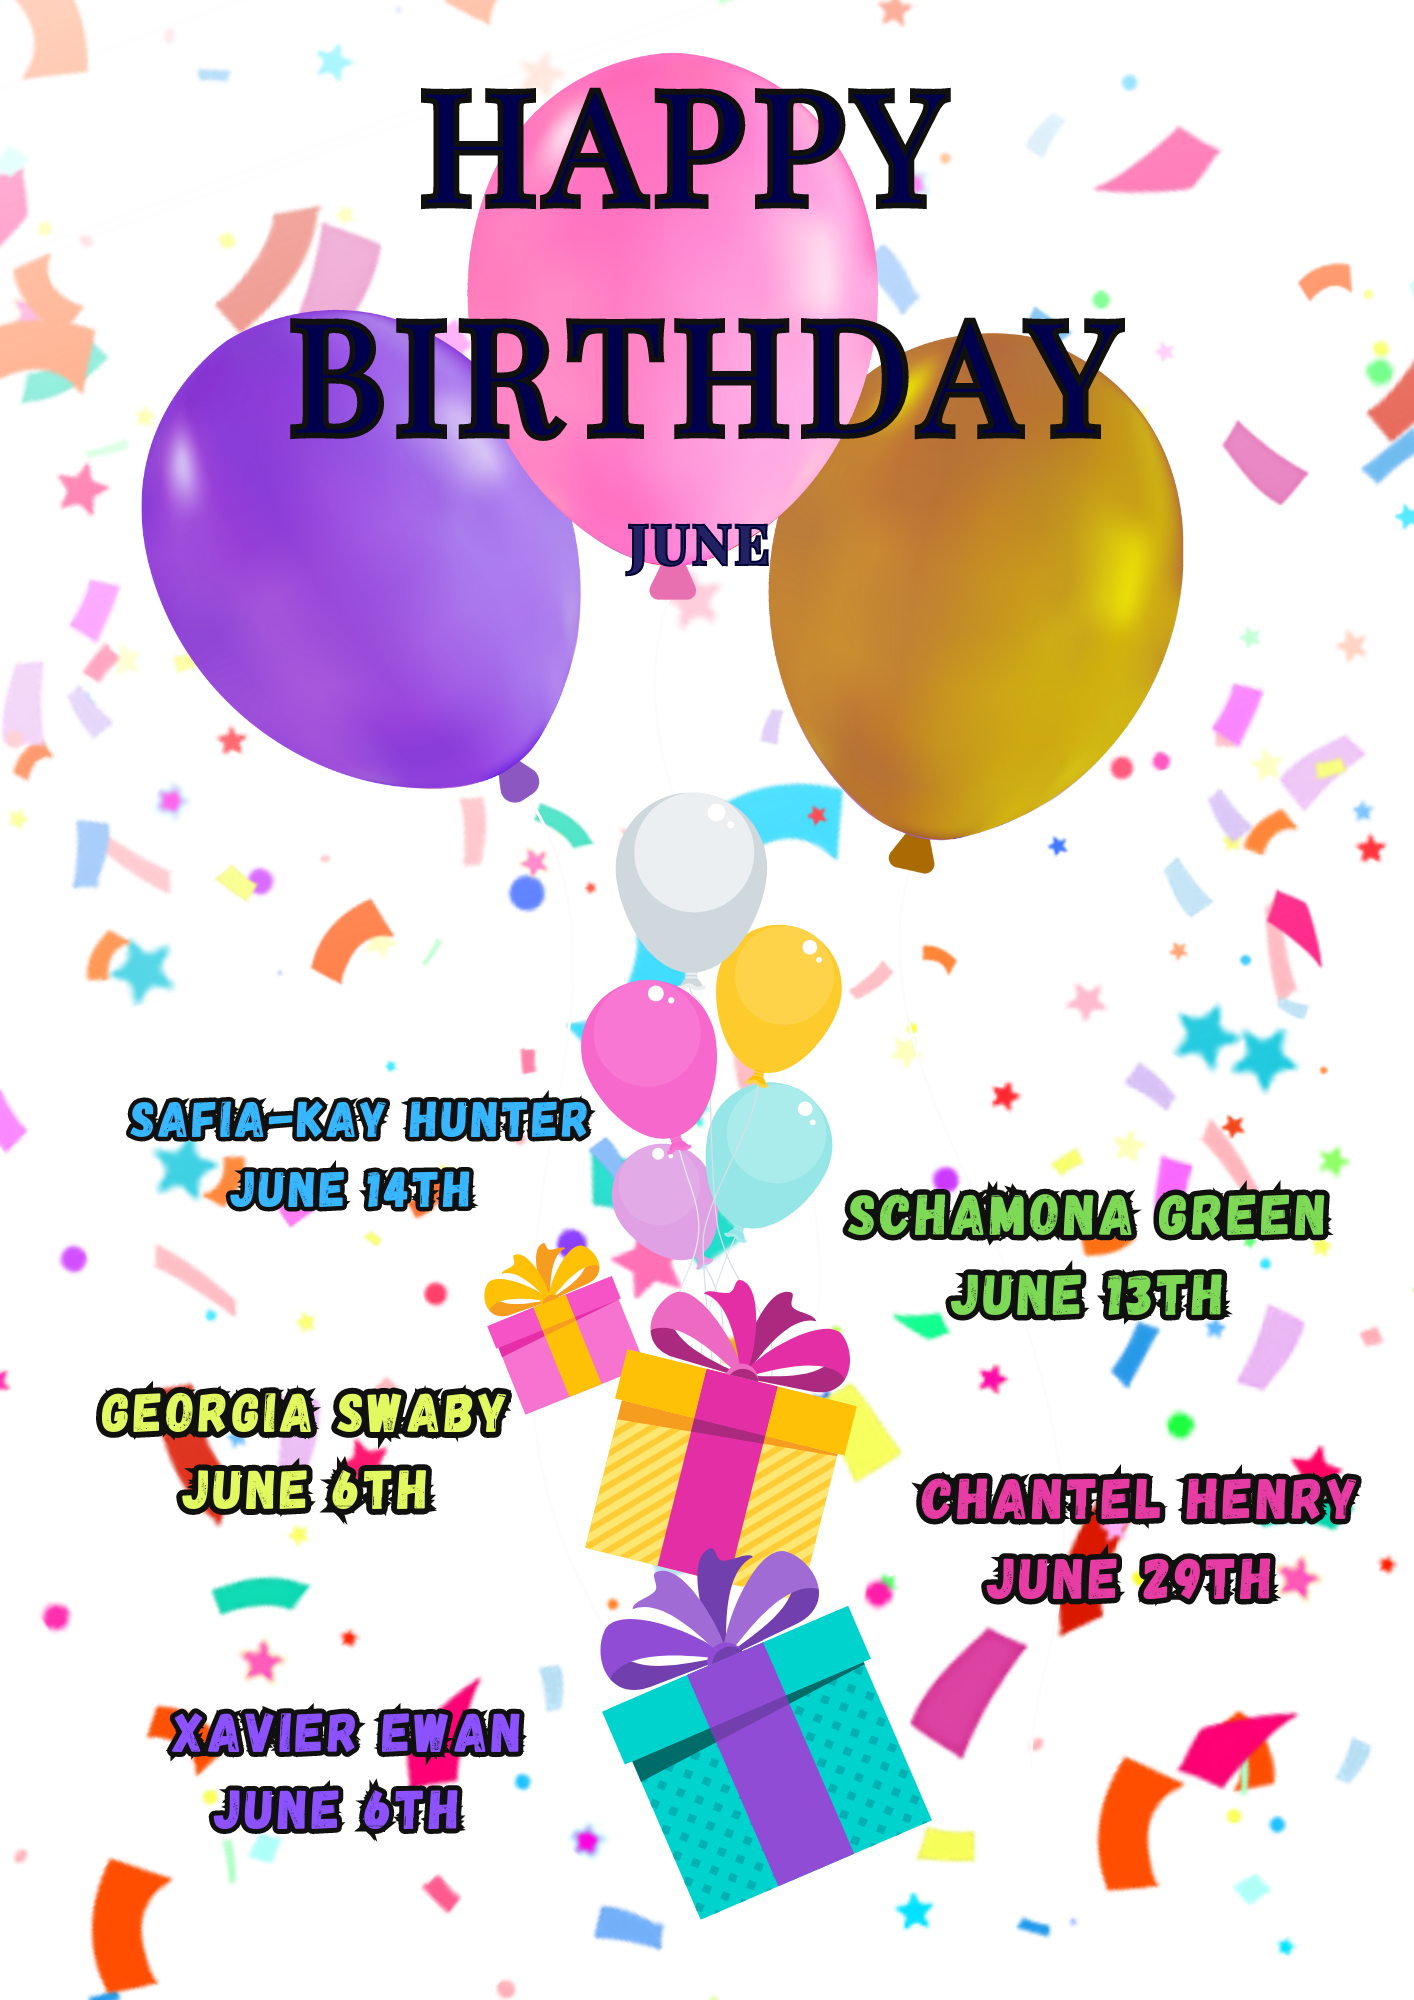 HAPPY
BIRTHDAY
JUNE
SAFIA-KAY HUNTER
JUNE 14TH
SCHAMONA GREEN
JUNE 13TH
GEORGIA SWABY
JUNE 6TH
CHANTEL HENRY
JUNE 29TH
XAVIER EWAN
JUNE 6TH